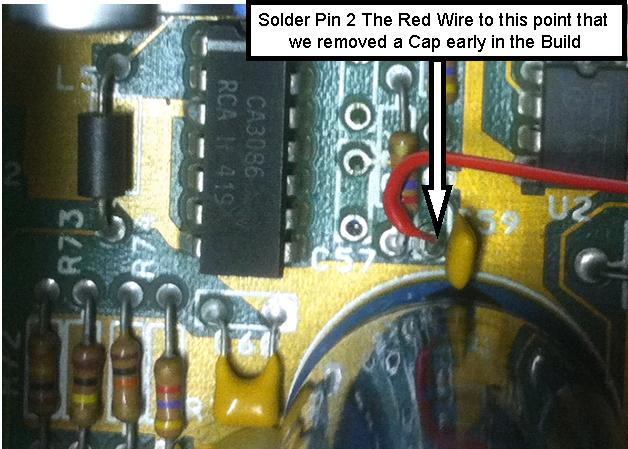 Solder Pin 2 The Red Wire to this point that
we removed a Cap early in the Build
L5
CA3086
RCA H 419
2
R73
R74
C57
C59
U2